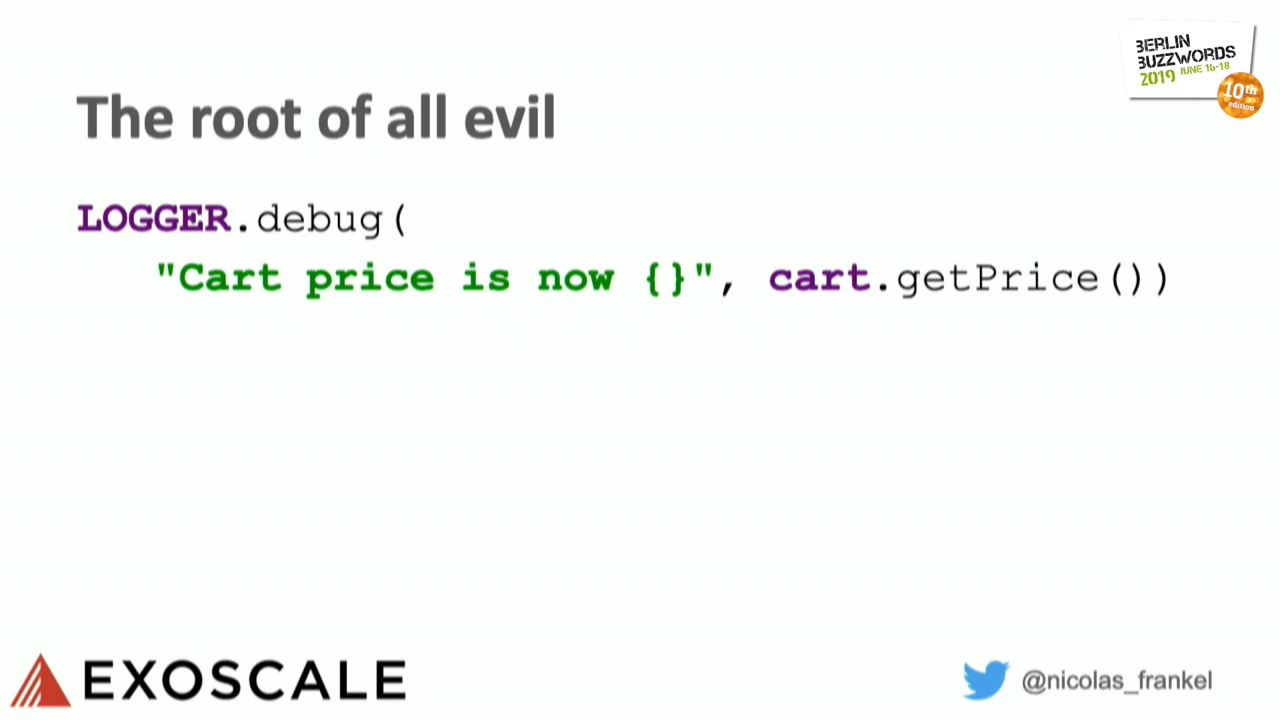 BERLIN
BUZZWORDS
2019 JUNE 16-18
10th
edition
The root of all evil
LOGGER.debug(
"Cart price is now {}", cart.getPrice())
EXOSCALE
@nicolas_frankel